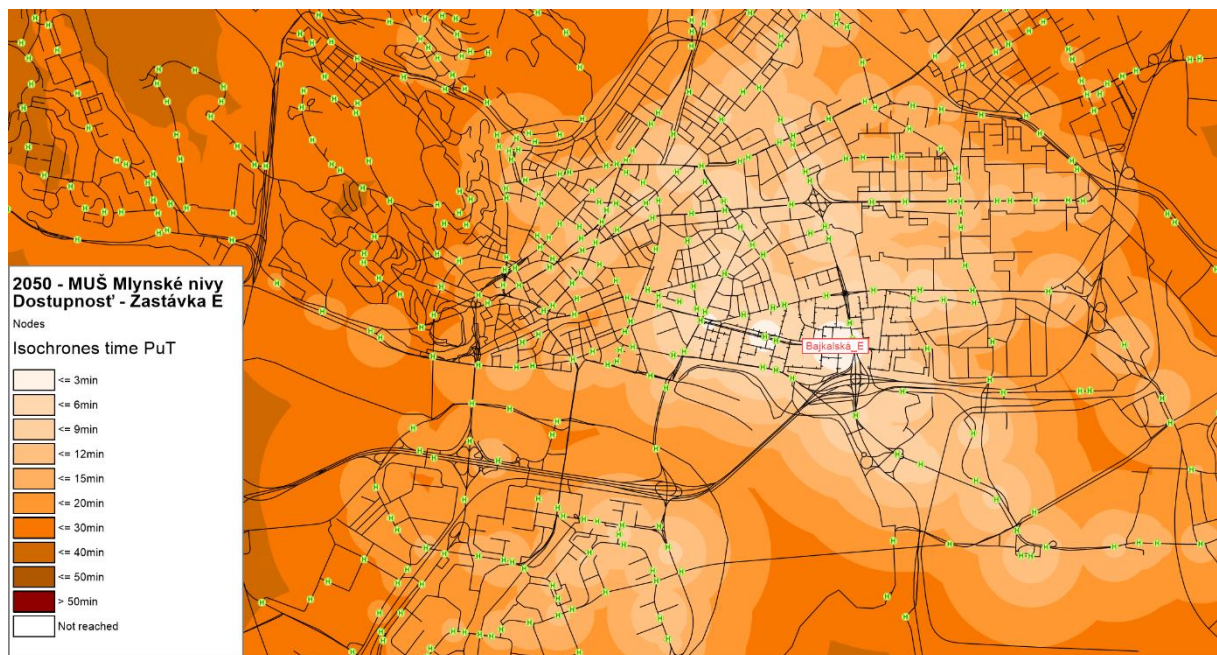 2050 - MUŠ Mlynské nivy
Dostupnosť - Zastávka E
Nodes
Isochrones time PuT
<= 3min
<= 6min
<= 9min
<= 12min
<= 15min
<= 20min
<= 30min
<= 40min
<= 50min
> 50min
Not reached
Bajkalská_E